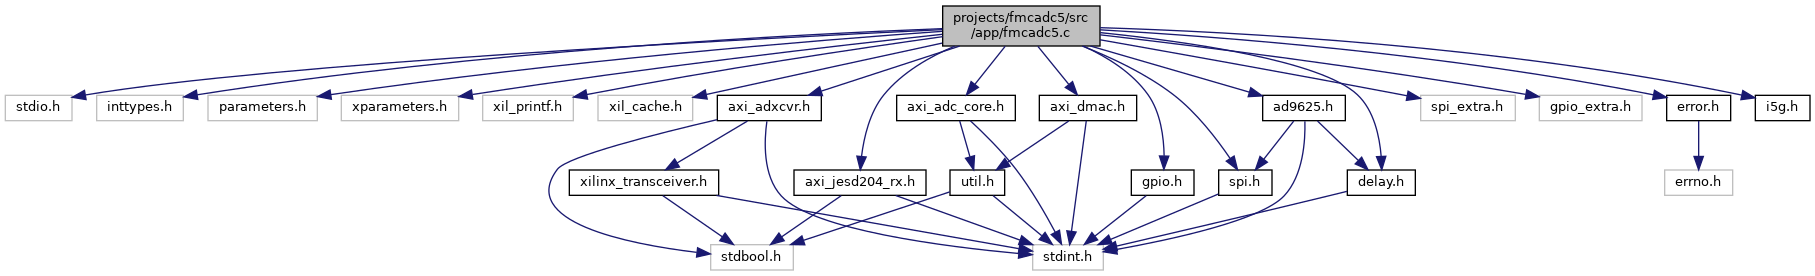 projects/fmcadc5/src
/app/fmcadc5.c
stdio.h
inttypes.h
parameters.h
xparameters.h
xil_printf.h
xil_cache.h
axi_adxcvr.h
axi_adc_core.h
axi_dmac.h
ad9625.h
spi_extra.h
gpio_extra.h
error.h
i5g.h
xilinx_transceiver.h
axi_jesd204_rx.h
util.h
gpio.h
spi.h
delay.h
errno.h
stdbool.h
stdint.h